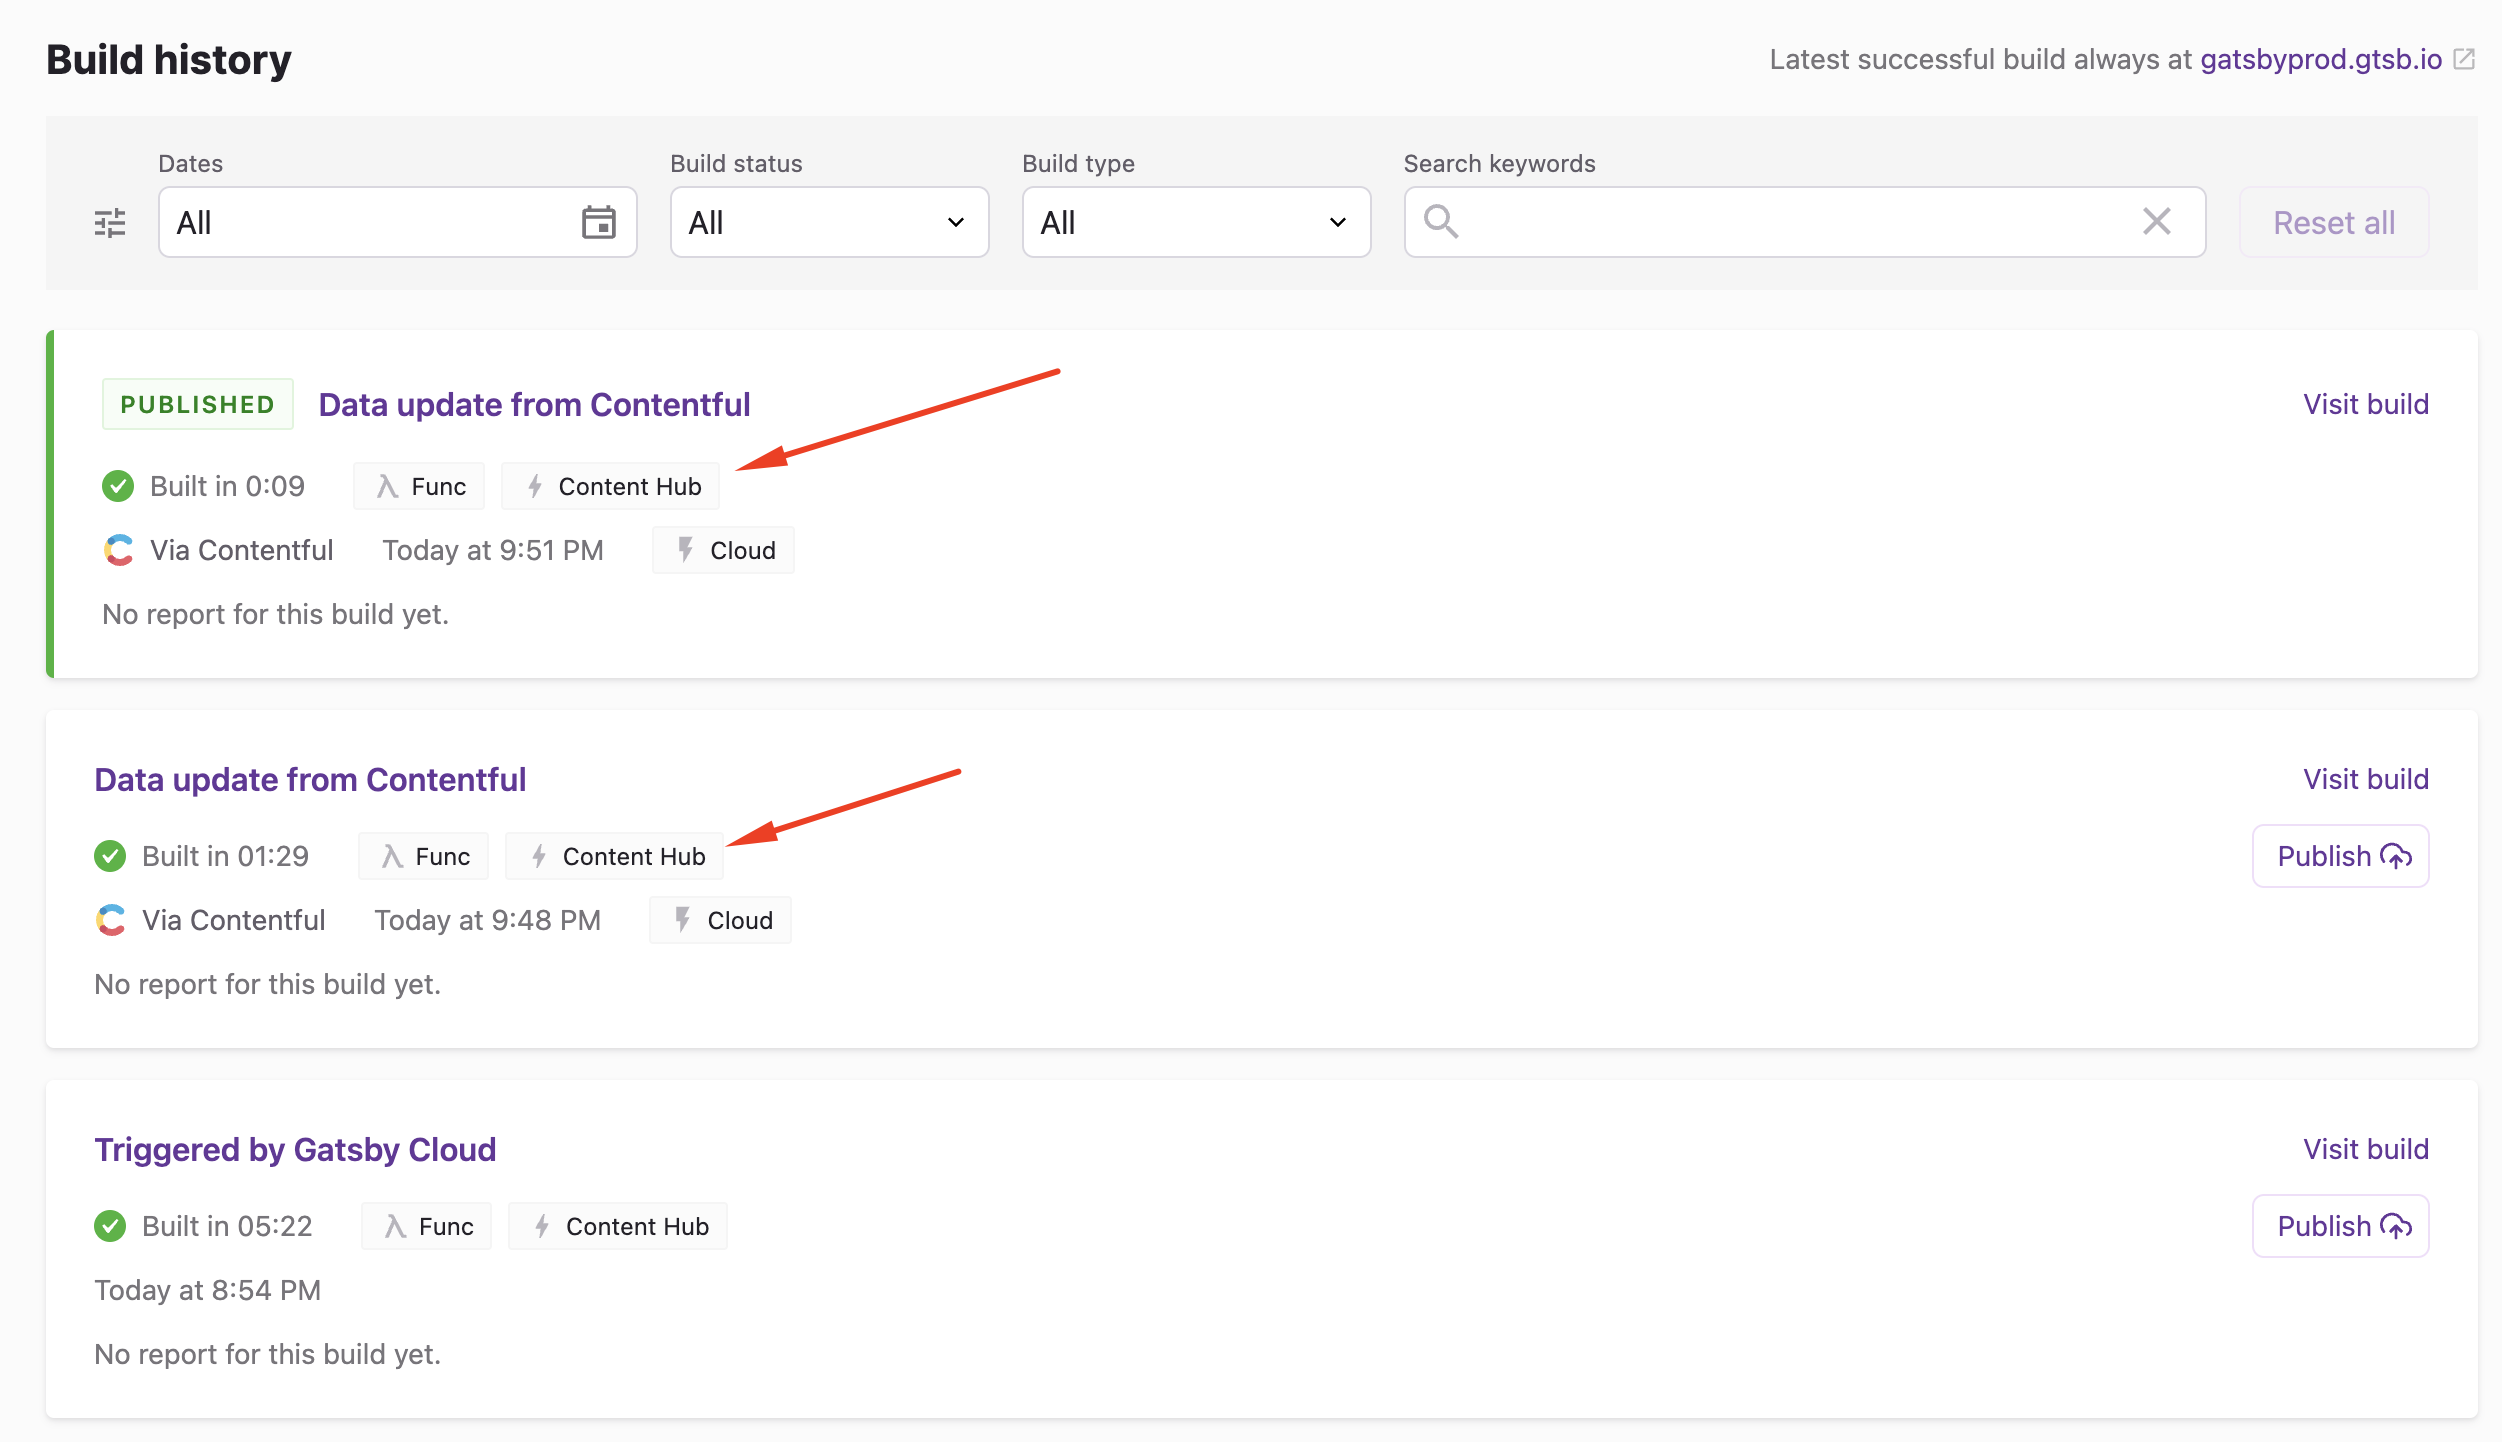 Build history
Latest successful build always at gatsbyprod.gtsb.io
Dates
Build status
Build type
Search keywords
All
All
All
Reset all
PUBLISHED Data update from Contentful
Visit build
Built in 0:09 Func Content Hub
Via Contentful Today at 9:51 PM Cloud
No report for this build yet.
Data update from Contentful
Visit build
Built in 01:29 Func Content Hub
Publish
Via Contentful Today at 9:48 PM Cloud
No report for this build yet.
Triggered by Gatsby Cloud
Visit build
Built in 05:22 Func Content Hub
Publish
Today at 8:54 PM
No report for this build yet.